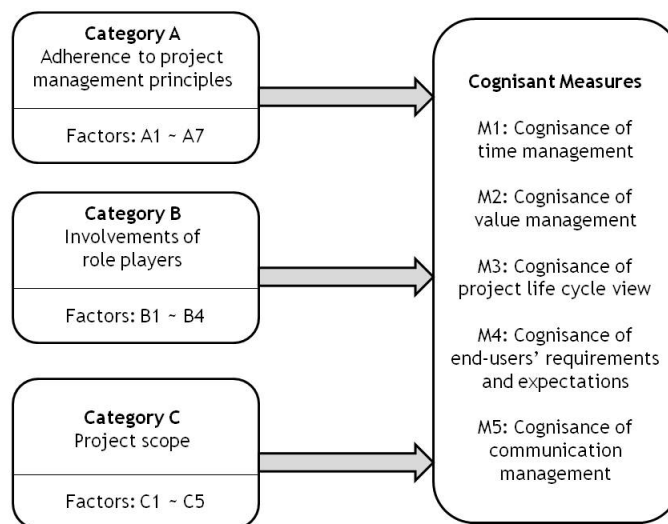 Category A
Adherence to project
management principles
Factors: A1 ~ A7
Category B
Involvements of
role players
Factors: B1 ~ B4
Category C
Project scope
Factors: C1 ~ C5
Cognisant Measures
M1: Cognisance of
time management
M2: Cognisance of
value management
M3: Cognisance of
project life cycle view
M4: Cognisance of
end-users’ requirements
and expectations
M5: Cognisance of
communication
management